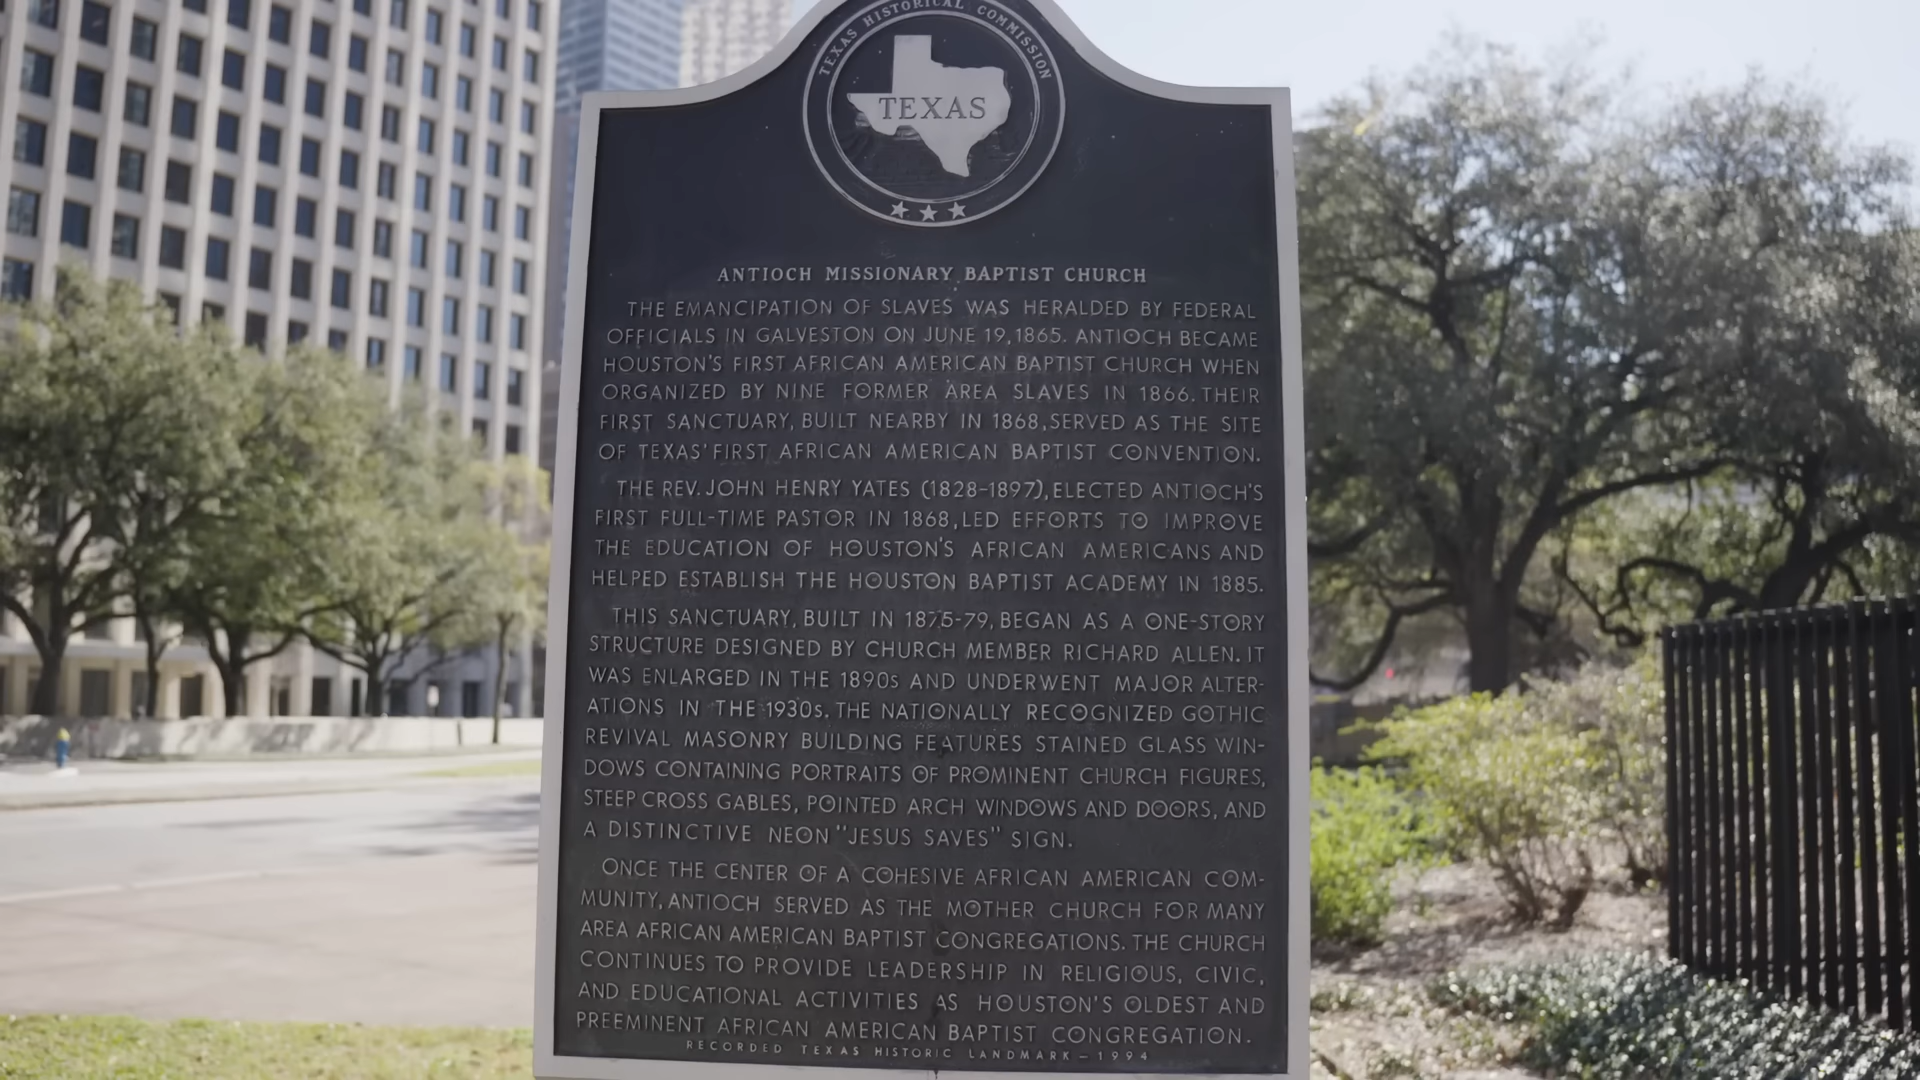 TEXAS HISTORICAL COMMISSION
TEXAS
ANTIOCH MISSIONARY BAPTIST CHURCH
THE EMANCIPATION OF SLAVES WAS HERALDED BY FEDERAL
OFFICIALS IN GALVESTON ON JUNE 19, 1865. ANTIOCH BECAME
HOUSTON'S FIRST AFRICAN AMERICAN BAPTIST CHURCH WHEN
ORGANIZED BY NINE FORMER AREA SLAVES IN 1866. THEIR
FIRST SANCTUARY, BUILT NEARBY IN 1868, SERVED AS THE SITE
OF TEXAS' FIRST AFRICAN AMERICAN BAPTIST CONVENTION.
THE REV. JOHN HENRY YATES (1828-1897), ELECTED ANTIOCH'S
FIRST FULL-TIME PASTOR IN 1868, LED EFFORTS TO IMPROVE
THE EDUCATION OF HOUSTON'S AFRICAN AMERICANS AND
HELPED ESTABLISH THE HOUSTON BAPTIST ACADEMY IN 1885.
THIS SANCTUARY, BUILT IN 1875-79, BEGAN AS A ONE-STORY
STRUCTURE DESIGNED BY CHURCH MEMBER RICHARD ALLEN. IT
WAS ENLARGED IN THE 1890s AND UNDERWENT MAJOR ALTER-
ATIONS IN THE 1930s. THE NATIONALLY RECOGNIZED GOTHIC
REVIVAL MASONRY BUILDING FEATURES STAINED GLASS WIN-
DOWS CONTAINING PORTRAITS OF PROMINENT CHURCH FIGURES,
STEEP CROSS GABLES, POINTED ARCH WINDOWS AND DOORS, AND
A DISTINCTIVE NEON "JESUS SAVES" SIGN.
ONCE THE CENTER OF A COHESIVE AFRICAN AMERICAN COM-
MUNITY, ANTIOCH SERVED AS THE MOTHER CHURCH FOR MANY
AREA AFRICAN AMERICAN BAPTIST CONGREGATIONS. THE CHURCH
CONTINUES TO PROVIDE LEADERSHIP IN RELIGIOUS, CIVIC,
AND EDUCATIONAL ACTIVITIES AS HOUSTON'S OLDEST AND
PREEMINENT AFRICAN AMERICAN BAPTIST CONGREGATION.
RECORDED TEXAS HISTORIC LANDMARK - 1994